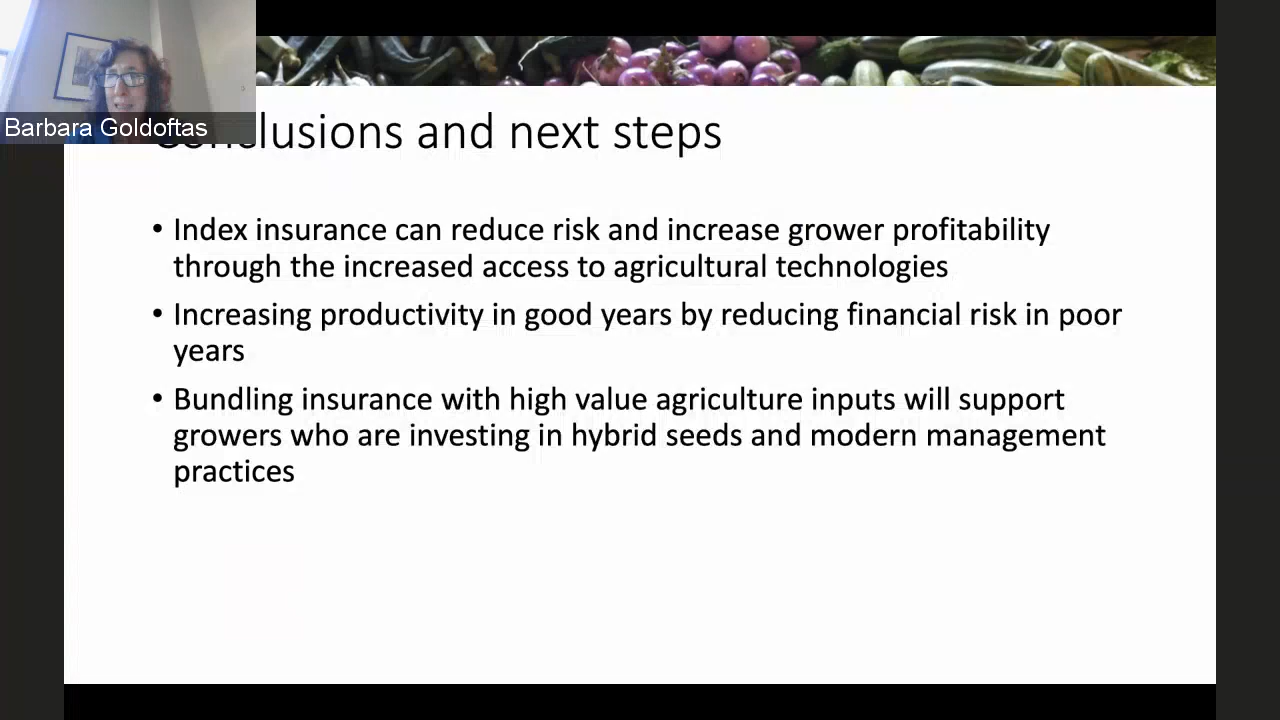 Barbara Goldoftas
Conclusions and next steps
• Index insurance can reduce risk and increase grower profitability
through the increased access to agricultural technologies
• Increasing productivity in good years by reducing financial risk in poor
years
• Bundling insurance with high value agriculture inputs will support
growers who are investing in hybrid seeds and modern management
practices